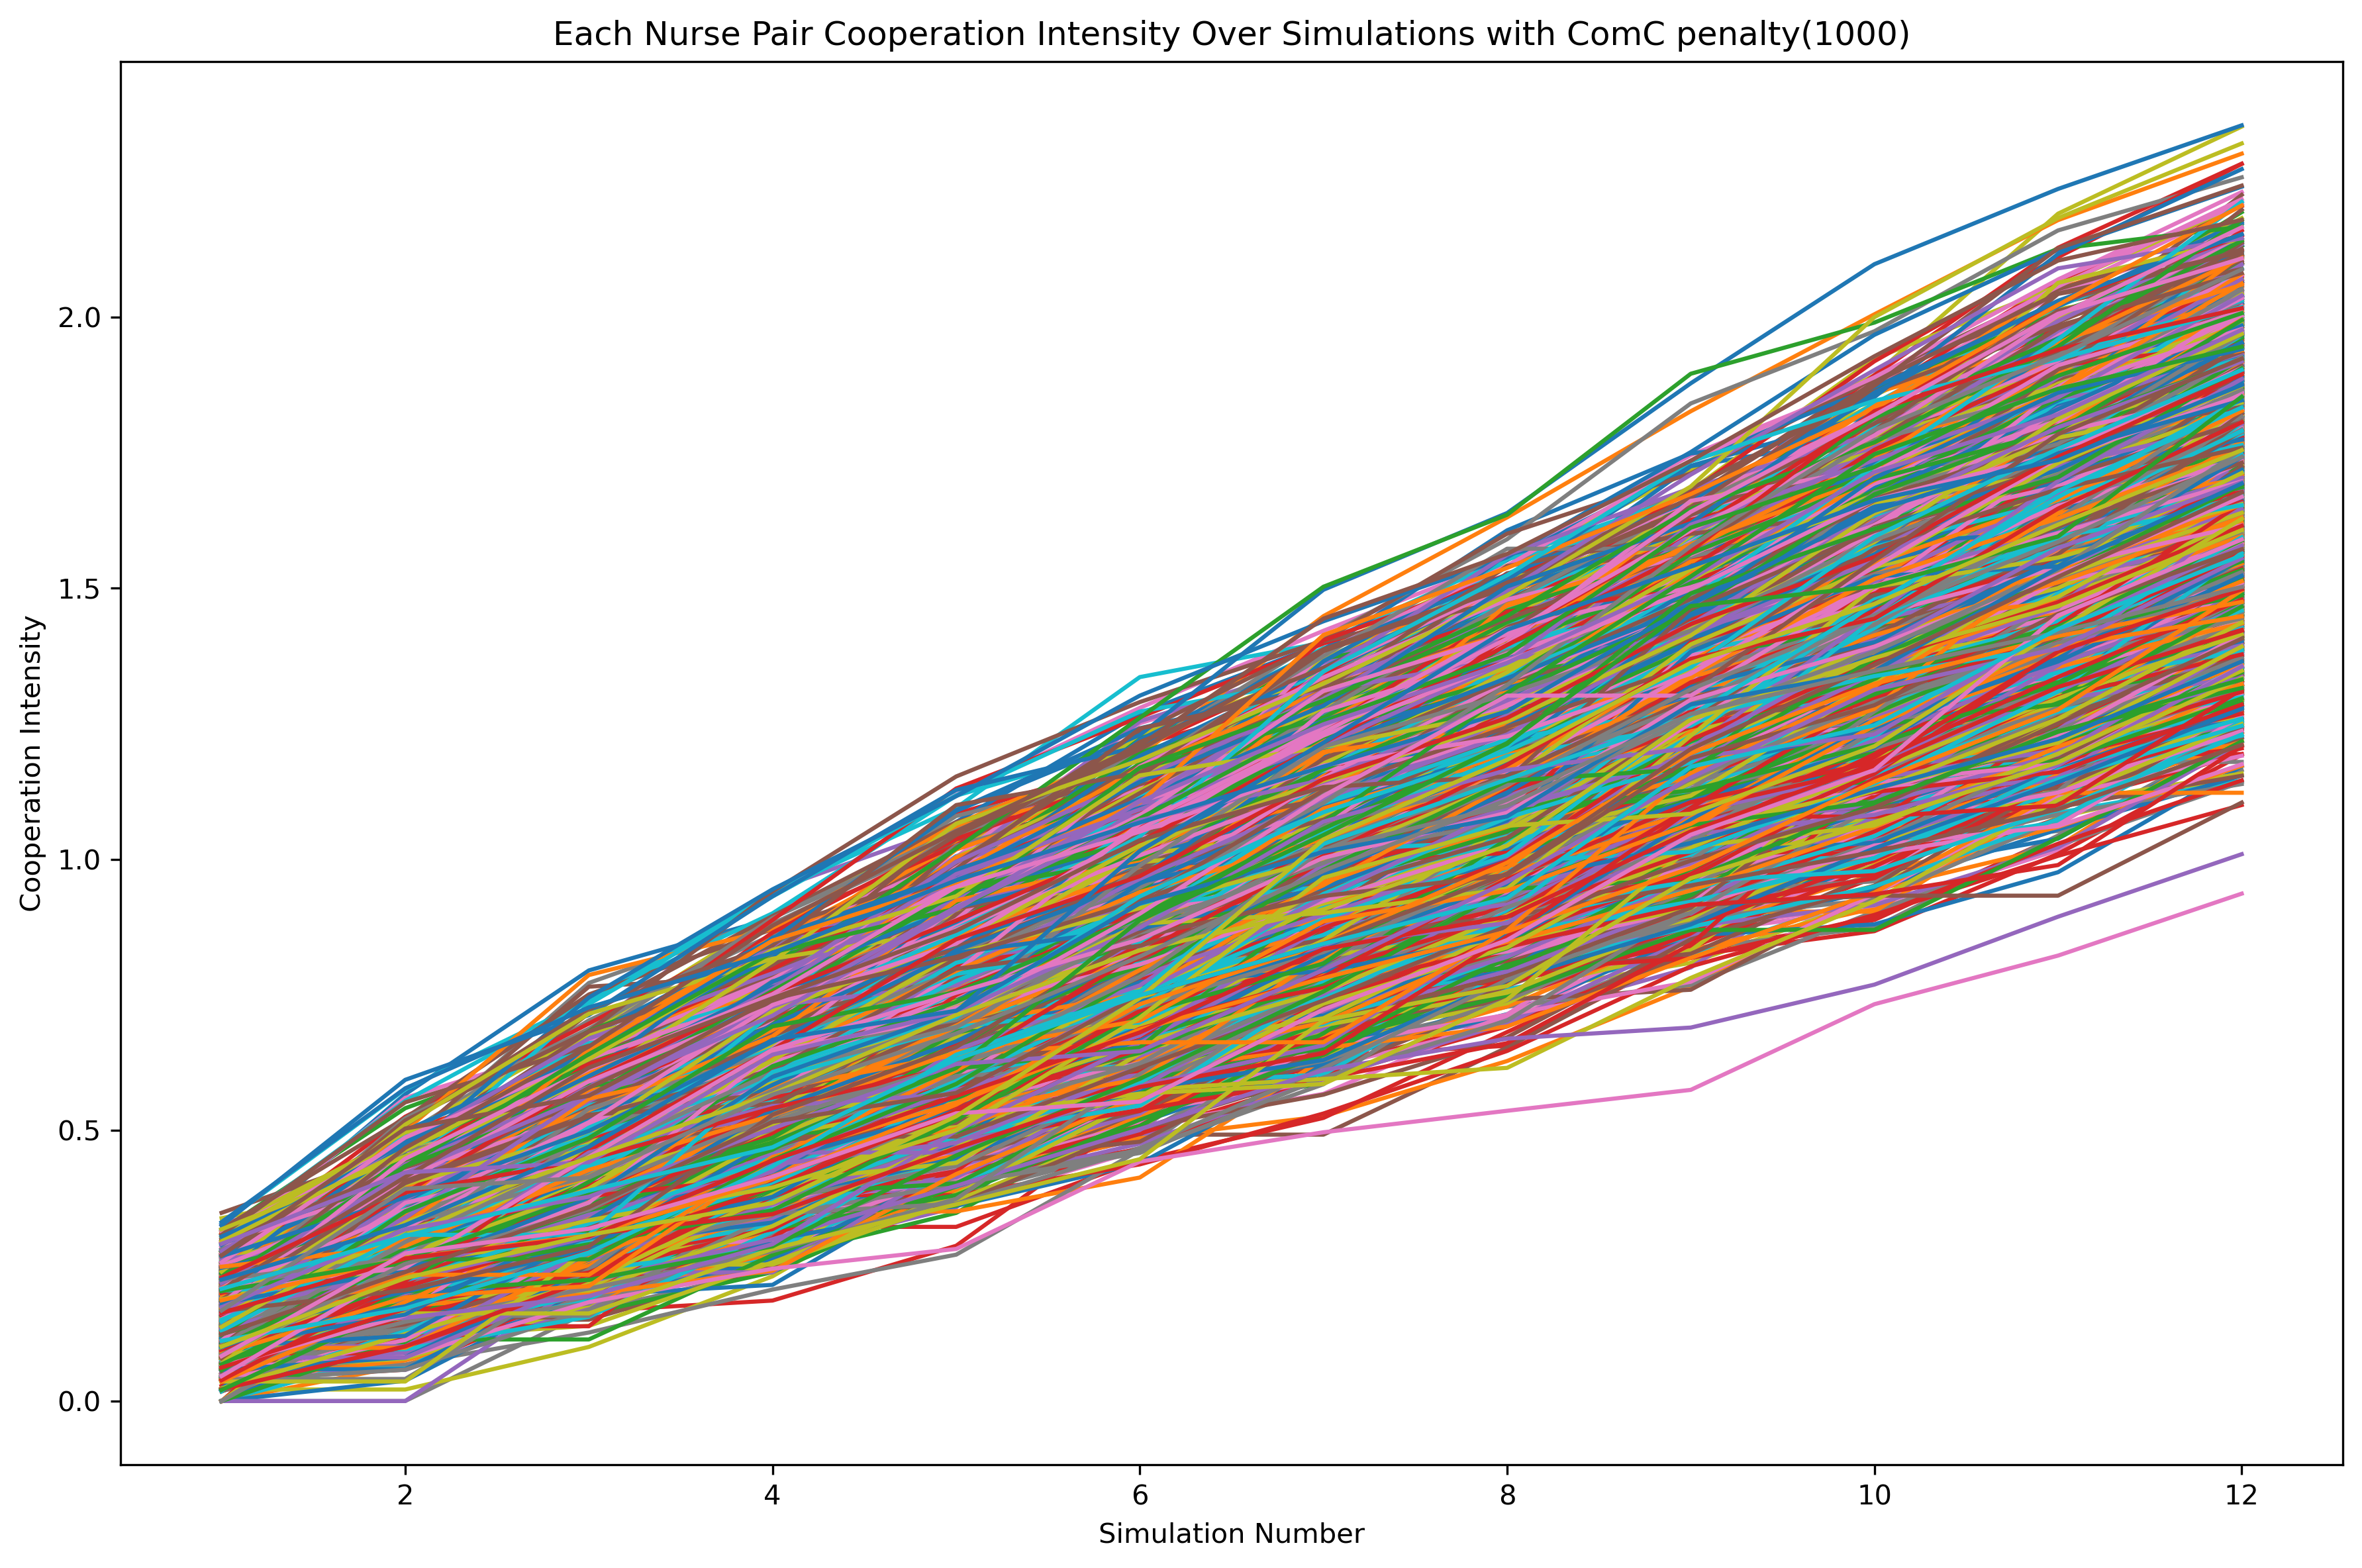 Each Nurse Pair Cooperation Intensity Over Simulations with ComC penalty(1000)
2.0
1.5
1.0
0.5
0.0
Cooperation Intensity
2 4 6 8 10 12
Simulation Number